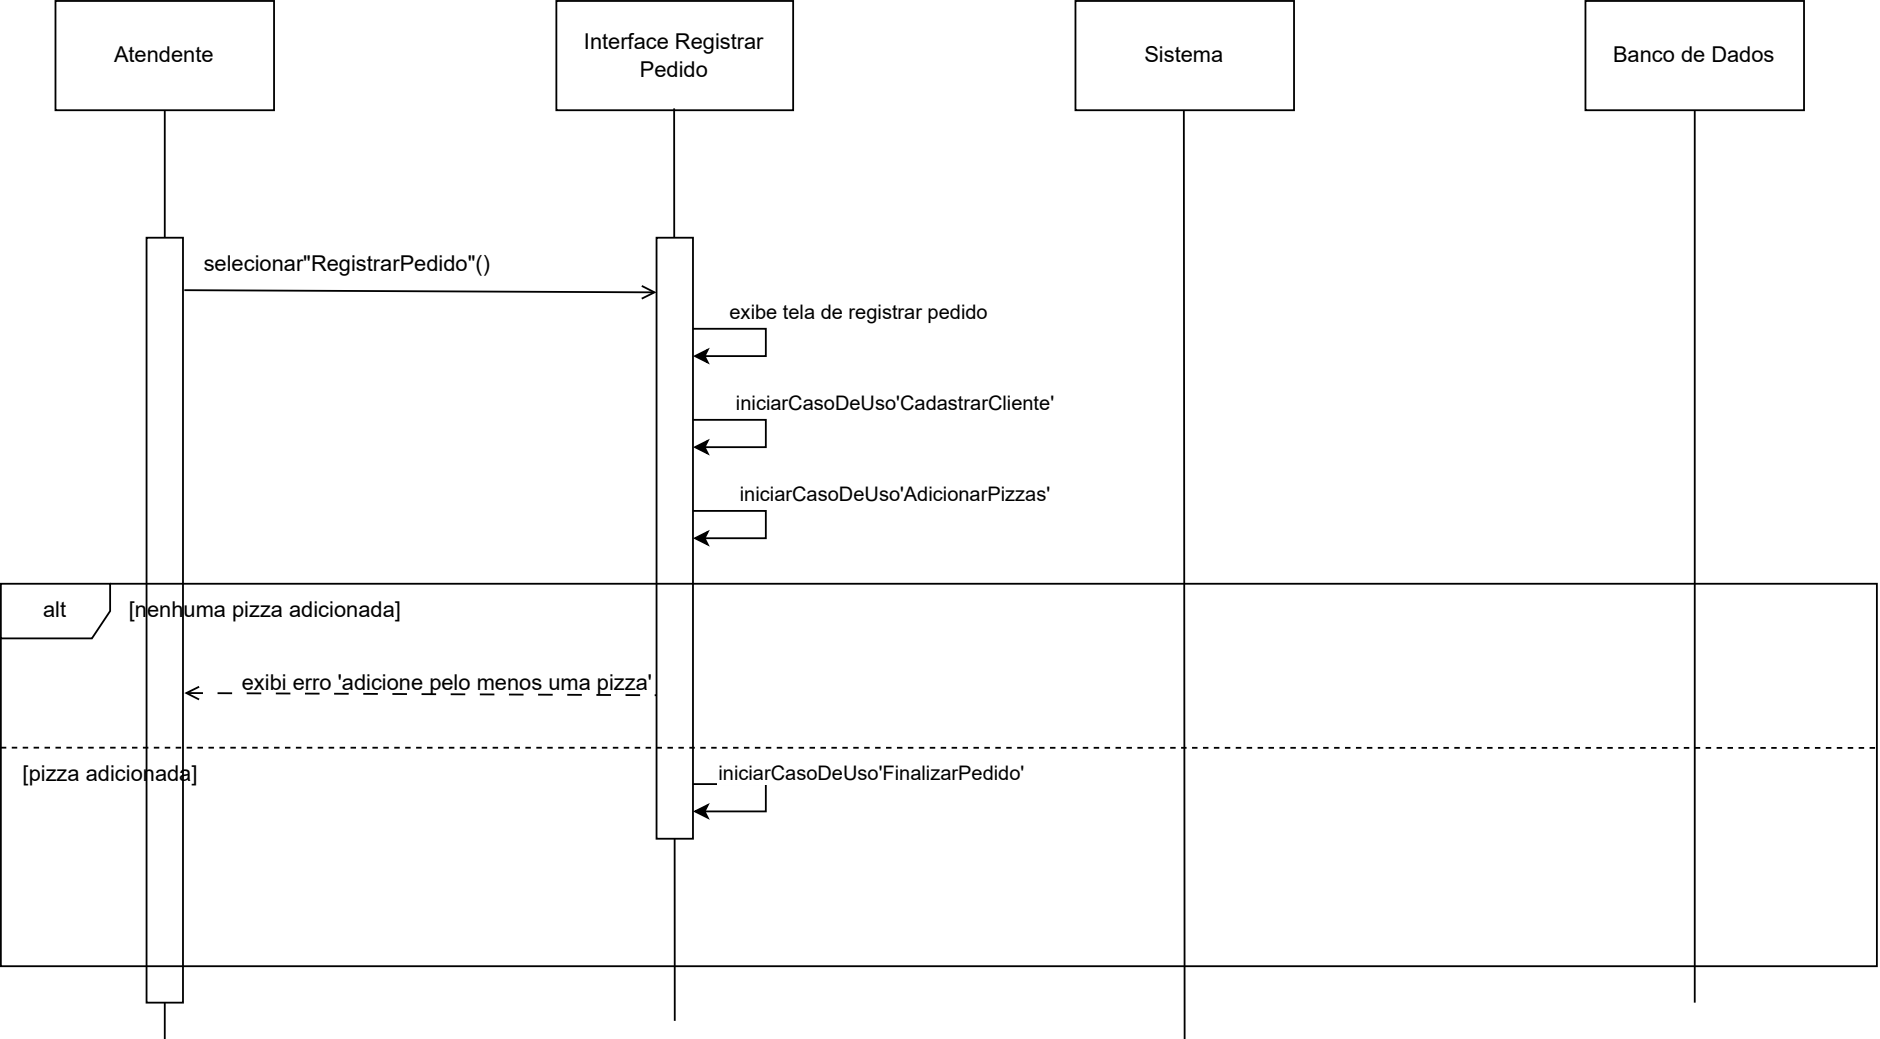 Atendente
Interface Registrar
Pedido
Sistema
Banco de Dados
selecionar"RegistrarPedido"()
exibe tela de registrar pedido
iniciarCasoDeUso'CadastrarCliente'
iniciarCasoDeUso'AdicionarPizzas'
alt
[nenhuma pizza adicionada]
exibi erro 'adicione pelo menos uma pizza'
[pizza adicionada]
iniciarCasoDeUso'FinalizarPedido'